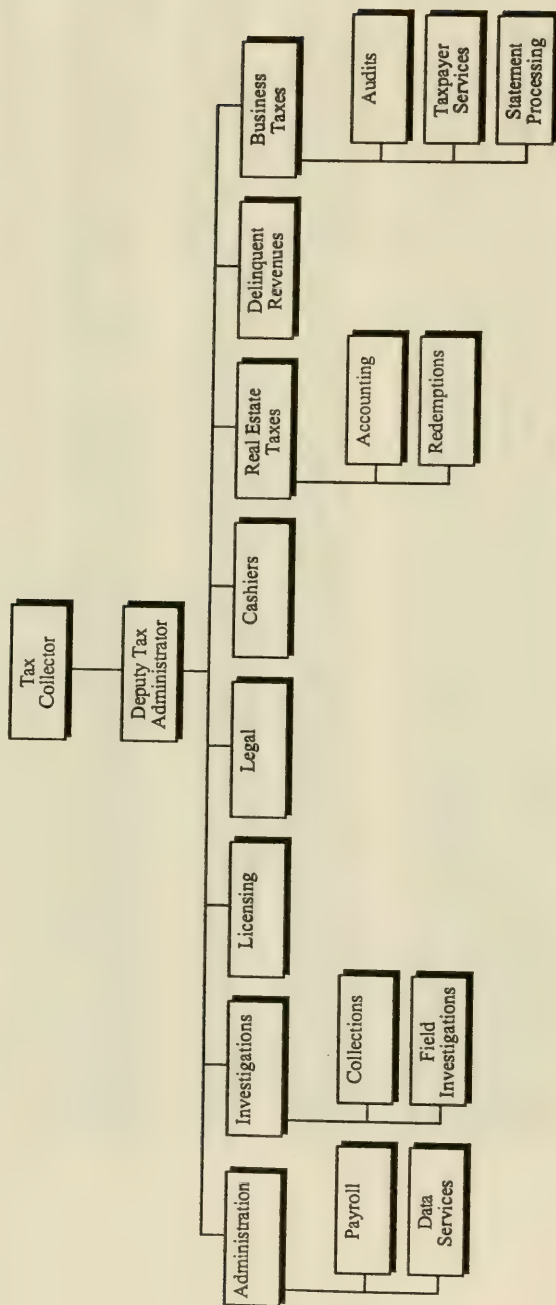 Tax
Collector
Deputy Tax
Administrator
Administration
Payroll
Data
Services
Investigations
Collections
Field
Investigations
Licensing
Legal
Cashiers
Real Estate
Taxes
Accounting
Redemptions
Delinquent
Revenues
Business
Taxes
Audits
Taxpayer
Services
Statement
Processing